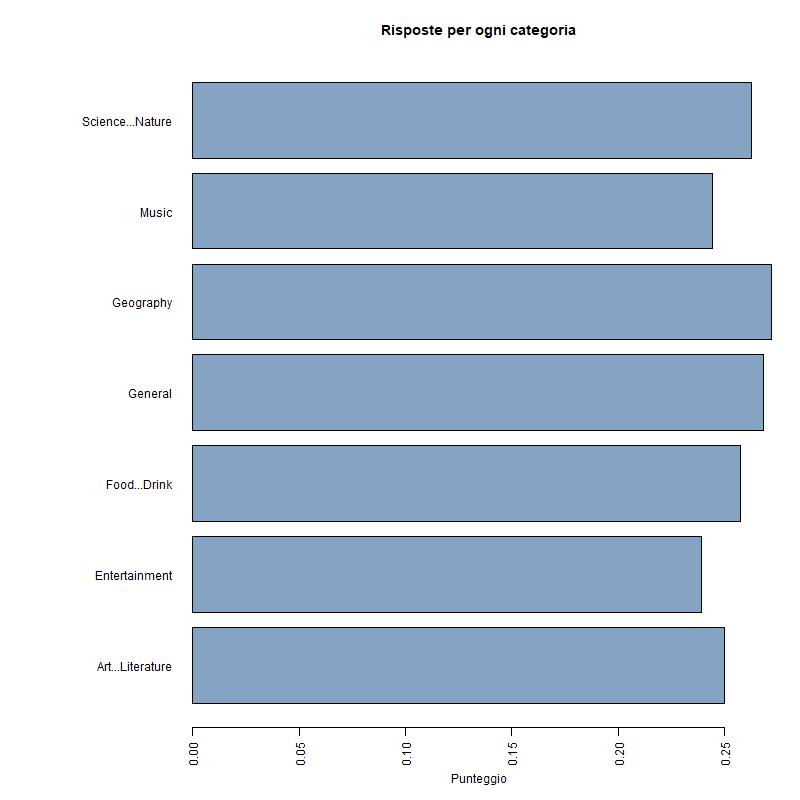 Risposte per ogni categoria
Science...Nature
Music
Geography
General
Food...Drink
Entertainment
Art...Literature
0.00
0.05
0.10
0.15
0.20
0.25
Punteggio